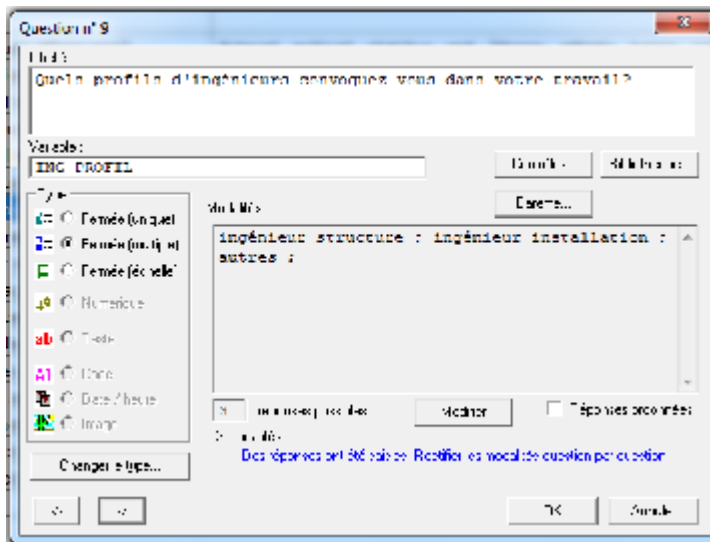 Question n° 9
Quels profils d'ingénieurs convoquez vous dans votre travail?
Variable :
ING PROFIL
Type
Fermée (unique)
Fermée (multiple)
Fermée (échelle)
Numérique
Texte
Code
Date / heure
Image
Changer le type...
Modalités
Barème...
ingénieur structure ; ingénieur installation ;
autres ;
réponses possibles
Modifier
Réponses ordonnées
Des réponses ont été saisies. Rectifier les modalités question par question
OK
Annuler